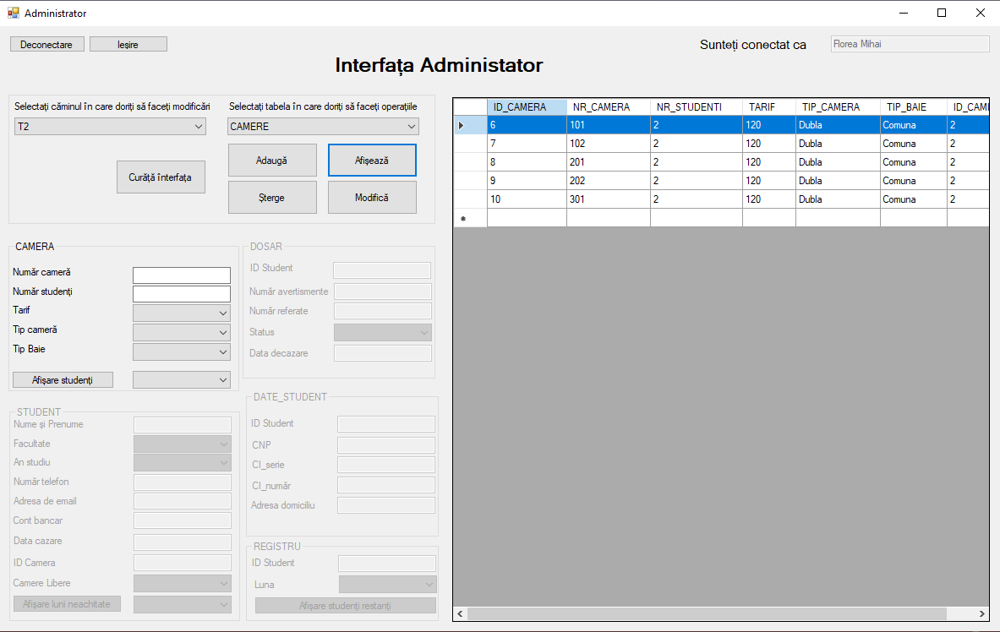 Administrator
Deconectare
Ieșire
Sunteți conectat ca
Florea Mihai
Interfața Administator
Selectați căminul în care doriți să faceți modificări
T2
Selectați tabela în care doriți să faceți operațiile
CAMERE
Adaugă
Afișează
Curăță interfața
Șterge
Modifică
CAMERA
Număr cameră
Număr studenți
Tarif
Tip cameră
Tip Baie
Afișare studenți
DOSAR
ID Student
Număr avertismente
Număr referate
Status
Data decazare
STUDENT
Nume și Prenume
Facultate
An studiu
Număr telefon
Adresa de email
Cont bancar
Data cazare
ID Camera
Camere Libere
Afișare luni neachitate
DATE_STUDENT
ID Student
CNP
CI_serie
CI_număr
Adresa domiciliu
REGISTRU
ID Student
Luna
Afișare studenți restanți
ID_CAMERA NR_CAMERA NR_STUDENTI TARIF TIP_CAMERA TIP_BAIE ID_CAMI
6 101 2 120 Dubla Comuna 2
7 102 2 120 Dubla Comuna 2
8 201 2 120 Dubla Comuna 2
9 202 2 120 Dubla Comuna 2
10 301 2 120 Dubla Comuna 2